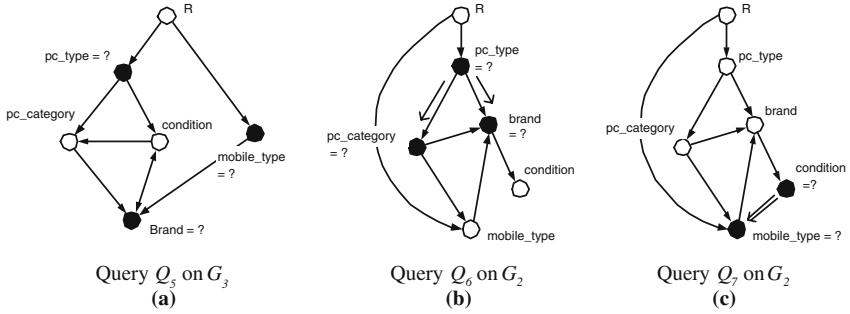 R
pc_type = ?
pc_category
condition
mobile_type
= ?
Brand = ?
Query Q5 on G3
(a)
R
pc_type
= ?
brand
= ?
pc_category
= ?
condition
mobile_type
Query Q6 on G2
(b)
R
pc_type
brand
pc_category
condition
=?
mobile_type = ?
Query Q7 on G2
(c)